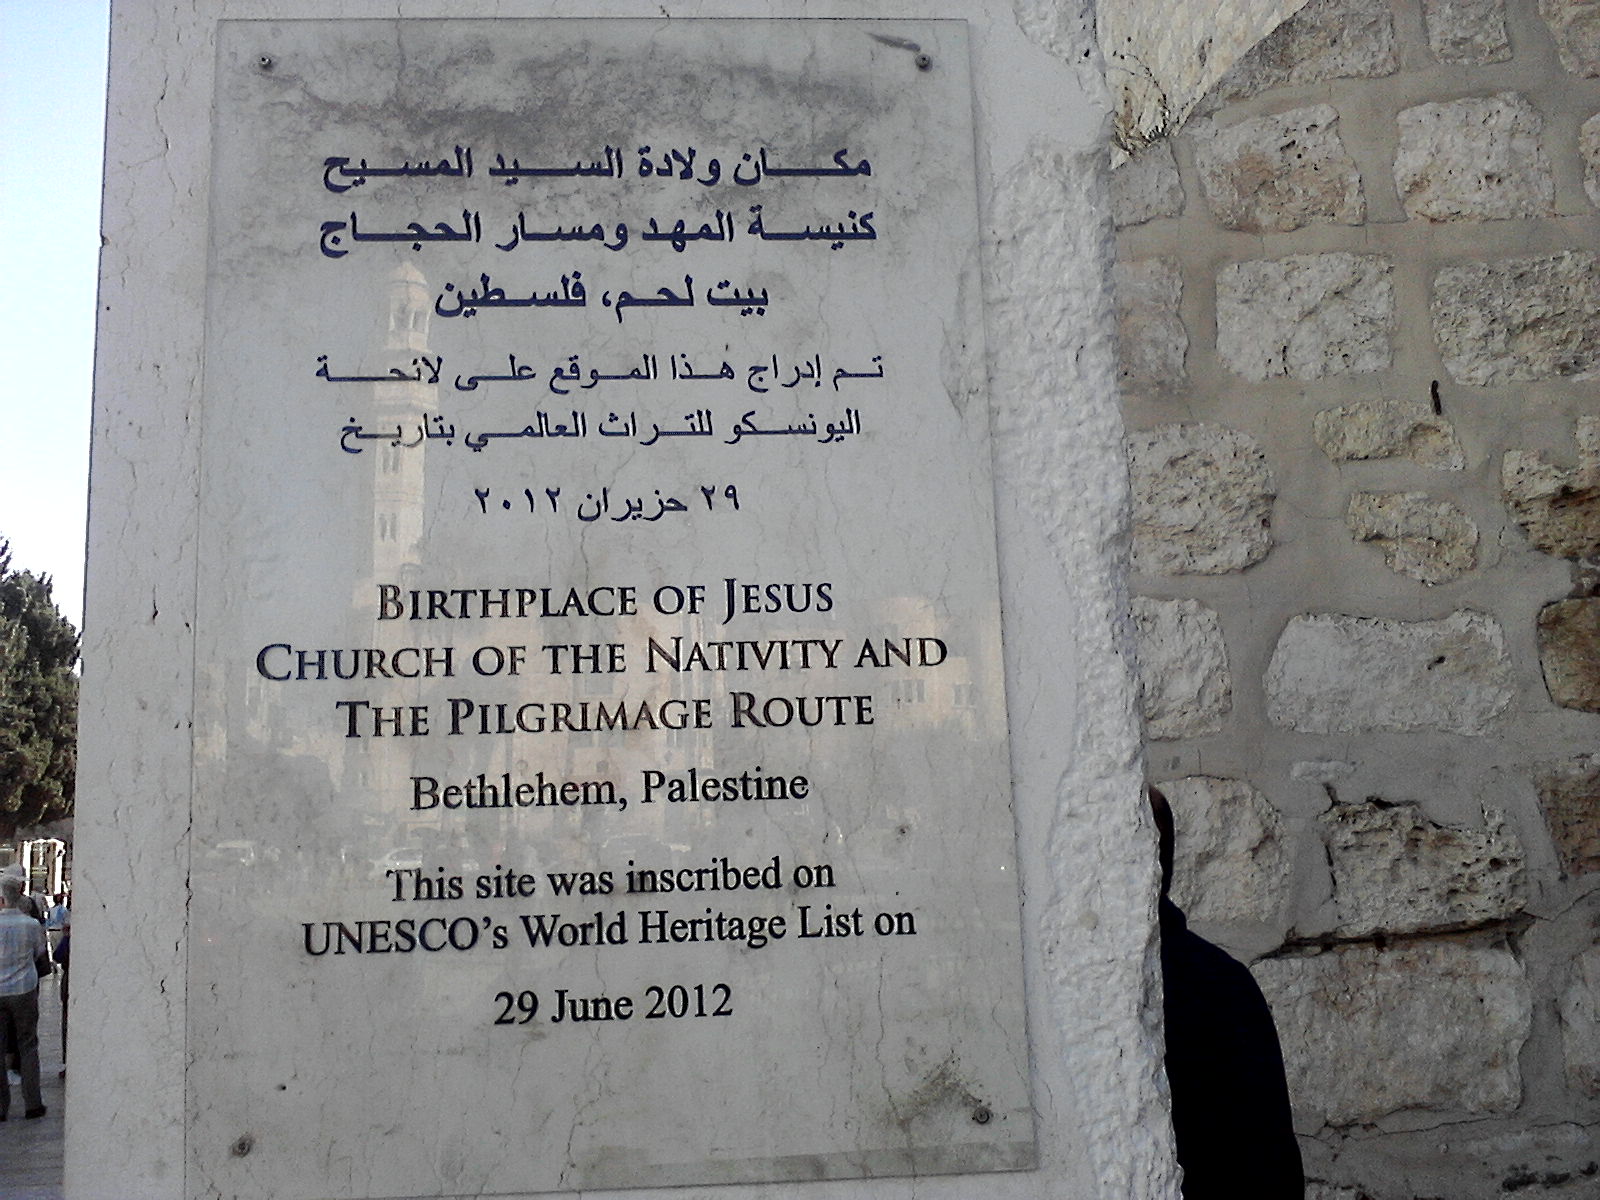 مكان ولادة السيد المسيح
كنيسة المهد ومسار الحجاج
بيت لحم، فلسطين
تم إدراج هذا الموقع على لائحة
اليونسكو للتراث العالمي بتاريخ
٢٩ حزيران ٢٠١٢
BIRTHPLACE OF JESUS
CHURCH OF THE NATIVITY AND
THE PILGRIMAGE ROUTE
Bethlehem, Palestine
This site was inscribed on
UNESCO’s World Heritage List on
29 June 2012